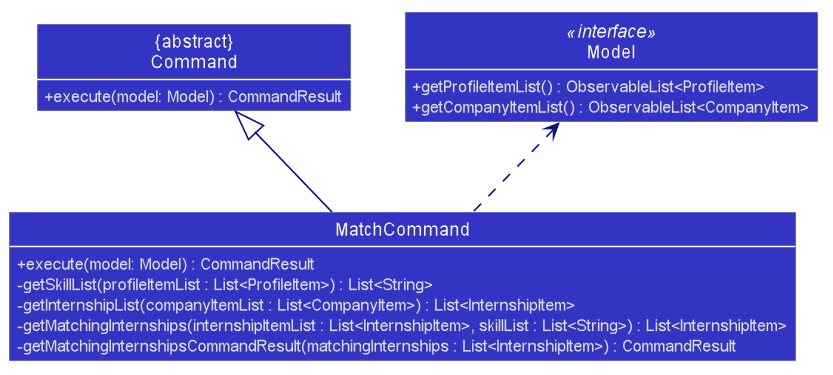 {abstract}
Command
+execute(model: Model) : CommandResult
«interface»
Model
+getProfileItemList() : ObservableList<ProfileItem>
+getCompanyItemList() : ObservableList<CompanyItem>
MatchCommand
+execute(model: Model) : CommandResult
-getSkillList(profileItemList : List<ProfileItem>) : List<String>
-getInternshipList(companyItemList : List<CompanyItem>) : List<InternshipItem>
-getMatchingInternships(internshipItemList : List<InternshipItem>, skillList : List<String>) : List<InternshipItem>
-getMatchingInternshipsCommandResult(matchingInternships : List<InternshipItem>) : CommandResult